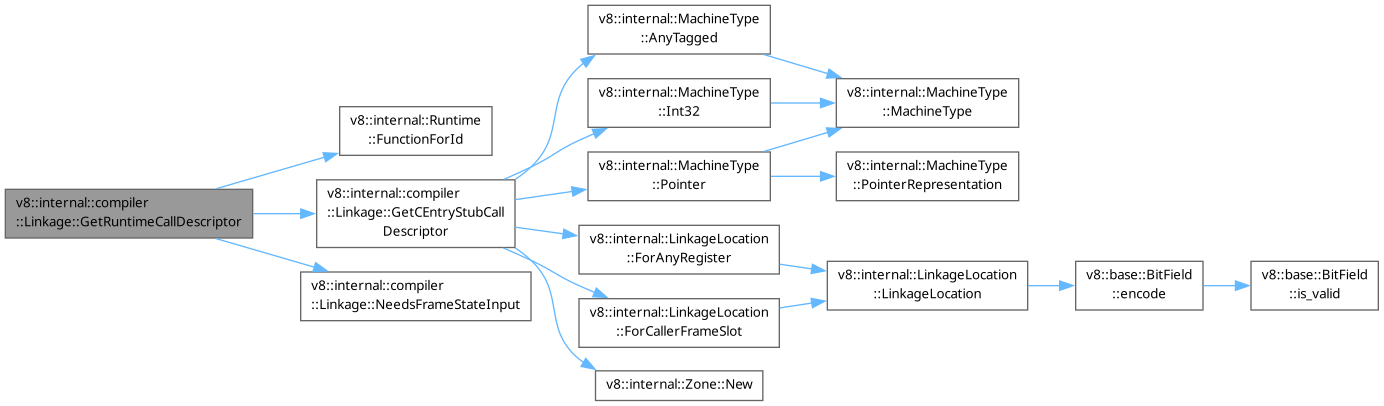 v8::internal::compiler
::Linkage::GetRuntimeCallDescriptor
v8::internal::Runtime
::FunctionForId
v8::internal::compiler
::Linkage::GetCEntryStubCall
Descriptor
v8::internal::compiler
::Linkage::NeedsFrameStateInput
v8::internal::MachineType
::AnyTagged
v8::internal::MachineType
::Int32
v8::internal::MachineType
::Pointer
v8::internal::LinkageLocation
::ForAnyRegister
v8::internal::LinkageLocation
::ForCallerFrameSlot
v8::internal::Zone::New
v8::internal::MachineType
::MachineType
v8::internal::MachineType
::PointerRepresentation
v8::internal::LinkageLocation
::LinkageLocation
v8::base::BitField
::encode
v8::base::BitField
::is_valid